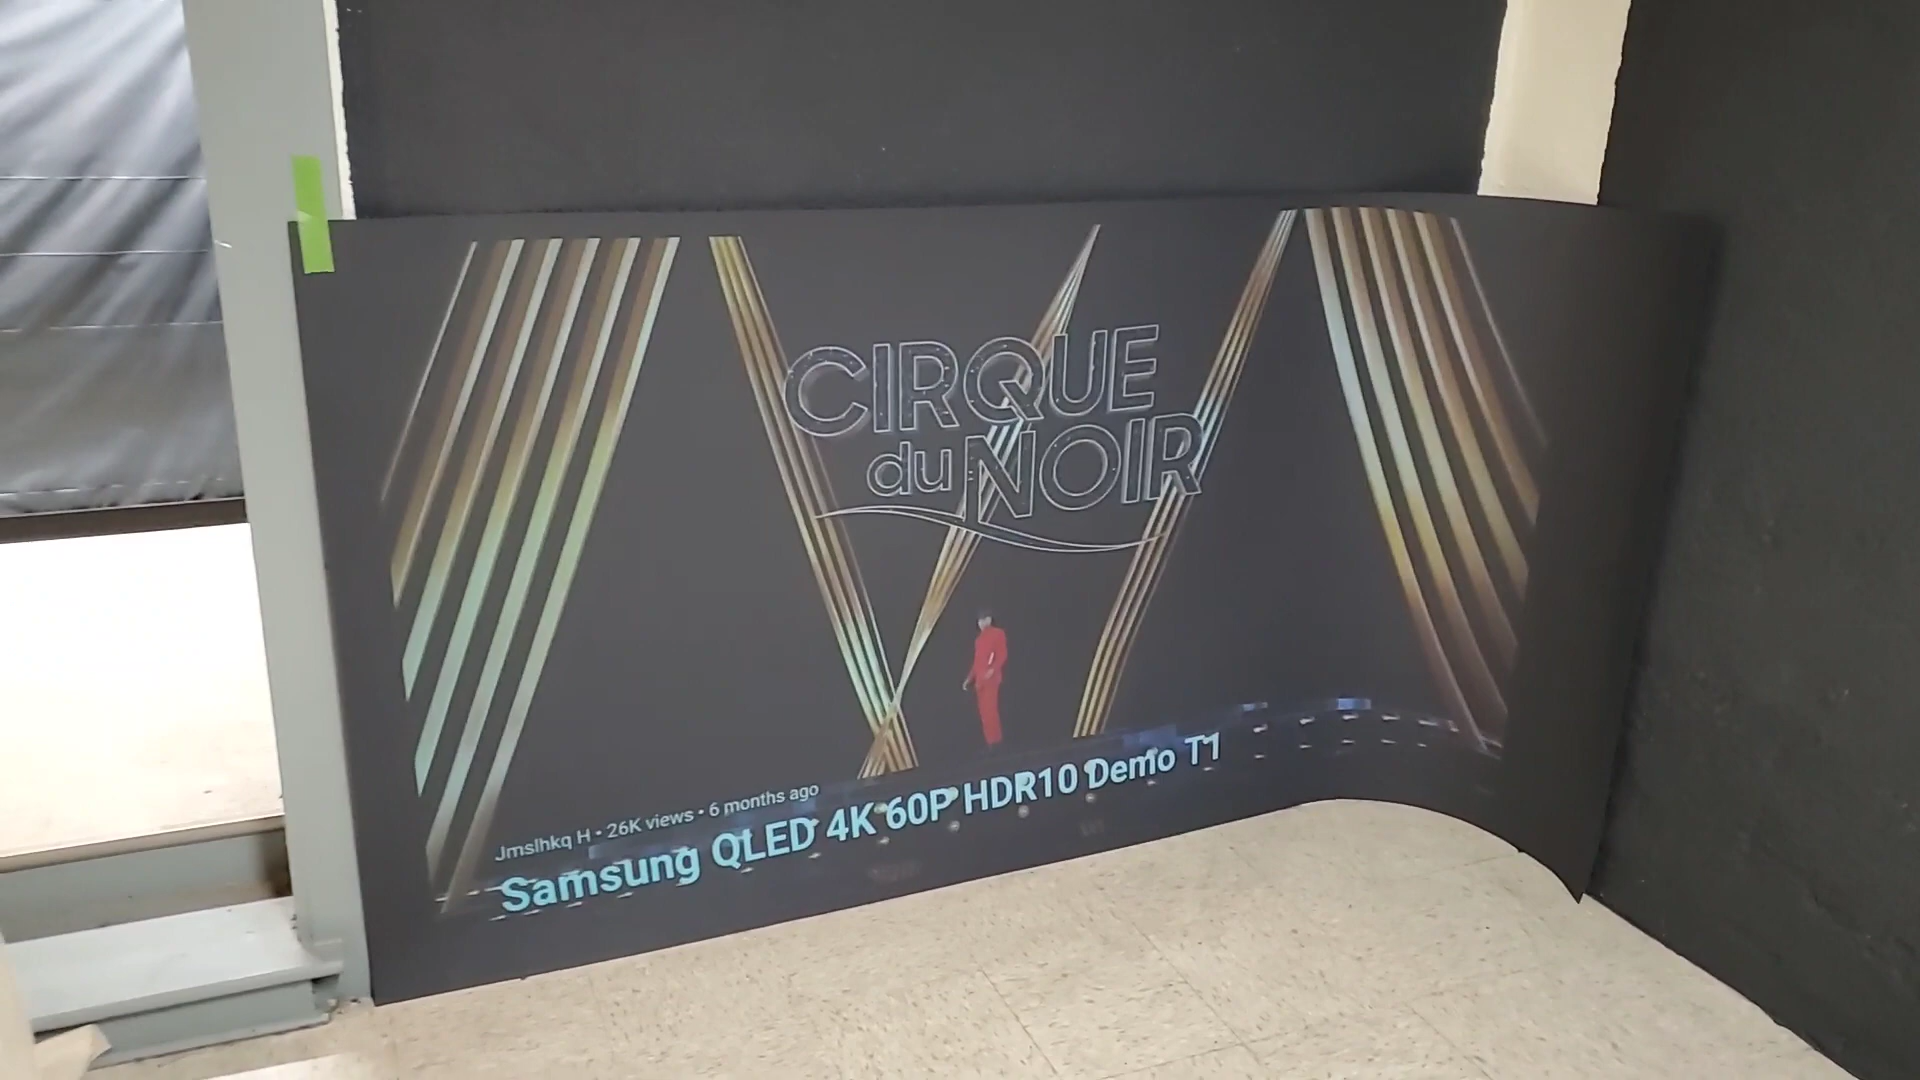 CIRQUE
du NOIR
Jmslhkq H • 26K views • 6 months ago
Samsung QLED 4K 60P HDR10 Demo T1